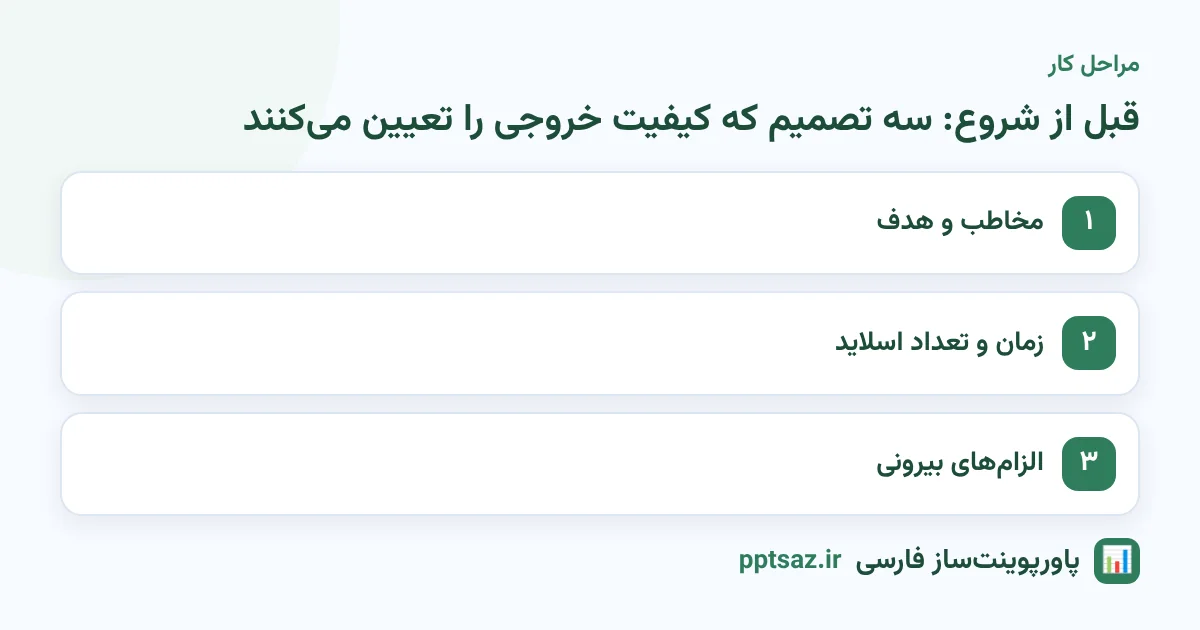 مراحل کار
قبل از شروع: سه تصمیم که کیفیت خروجی را تعیین می‌کنند
۱ مخاطب و هدف
۲ زمان و تعداد اسلاید
۳ الزام‌های بیرونی
پاورپوینت‌ساز فارسی pptsaz.ir